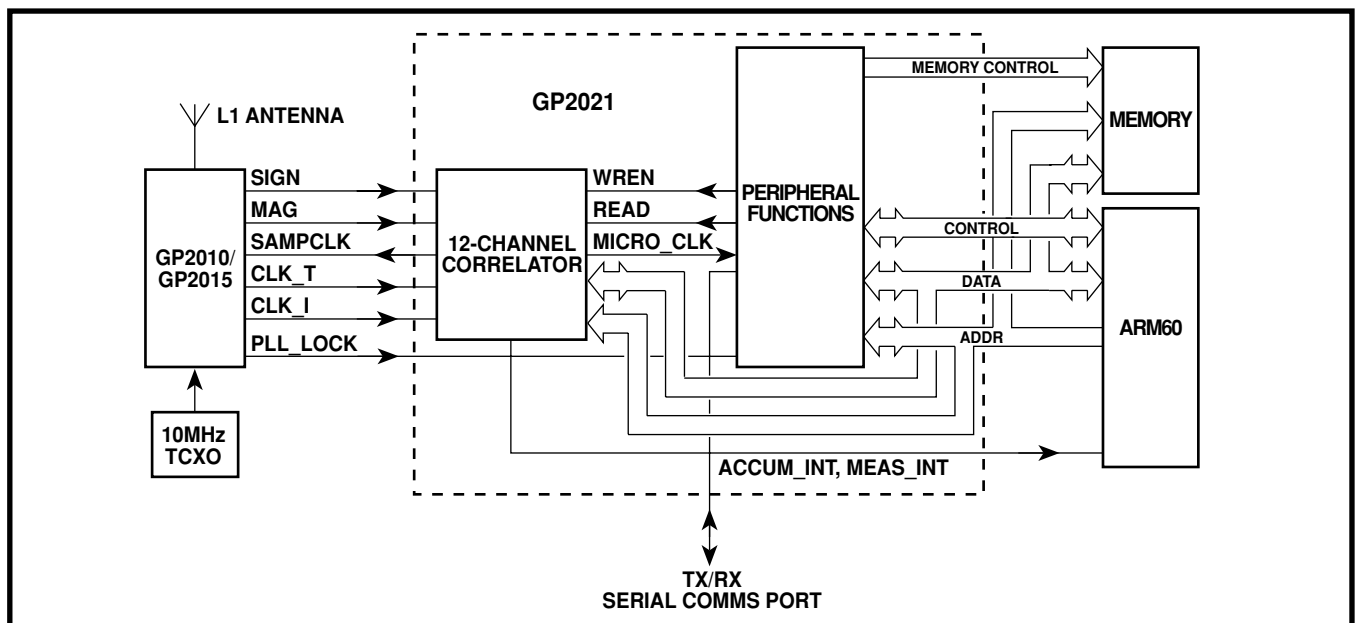 GP2021
L1 ANTENNA
GP2010/
GP2015
10MHz
TCXO
SIGN
MAG
SAMPCLK
CLK_T
CLK_I
PLL_LOCK
12-CHANNEL
CORRELATOR
WREN
READ
MICRO_CLK
PERIPHERAL
FUNCTIONS
MEMORY CONTROL
MEMORY
CONTROL
DATA
ADDR
ARM60
ACCUM_INT, MEAS_INT
TX/RX
SERIAL COMMS PORT